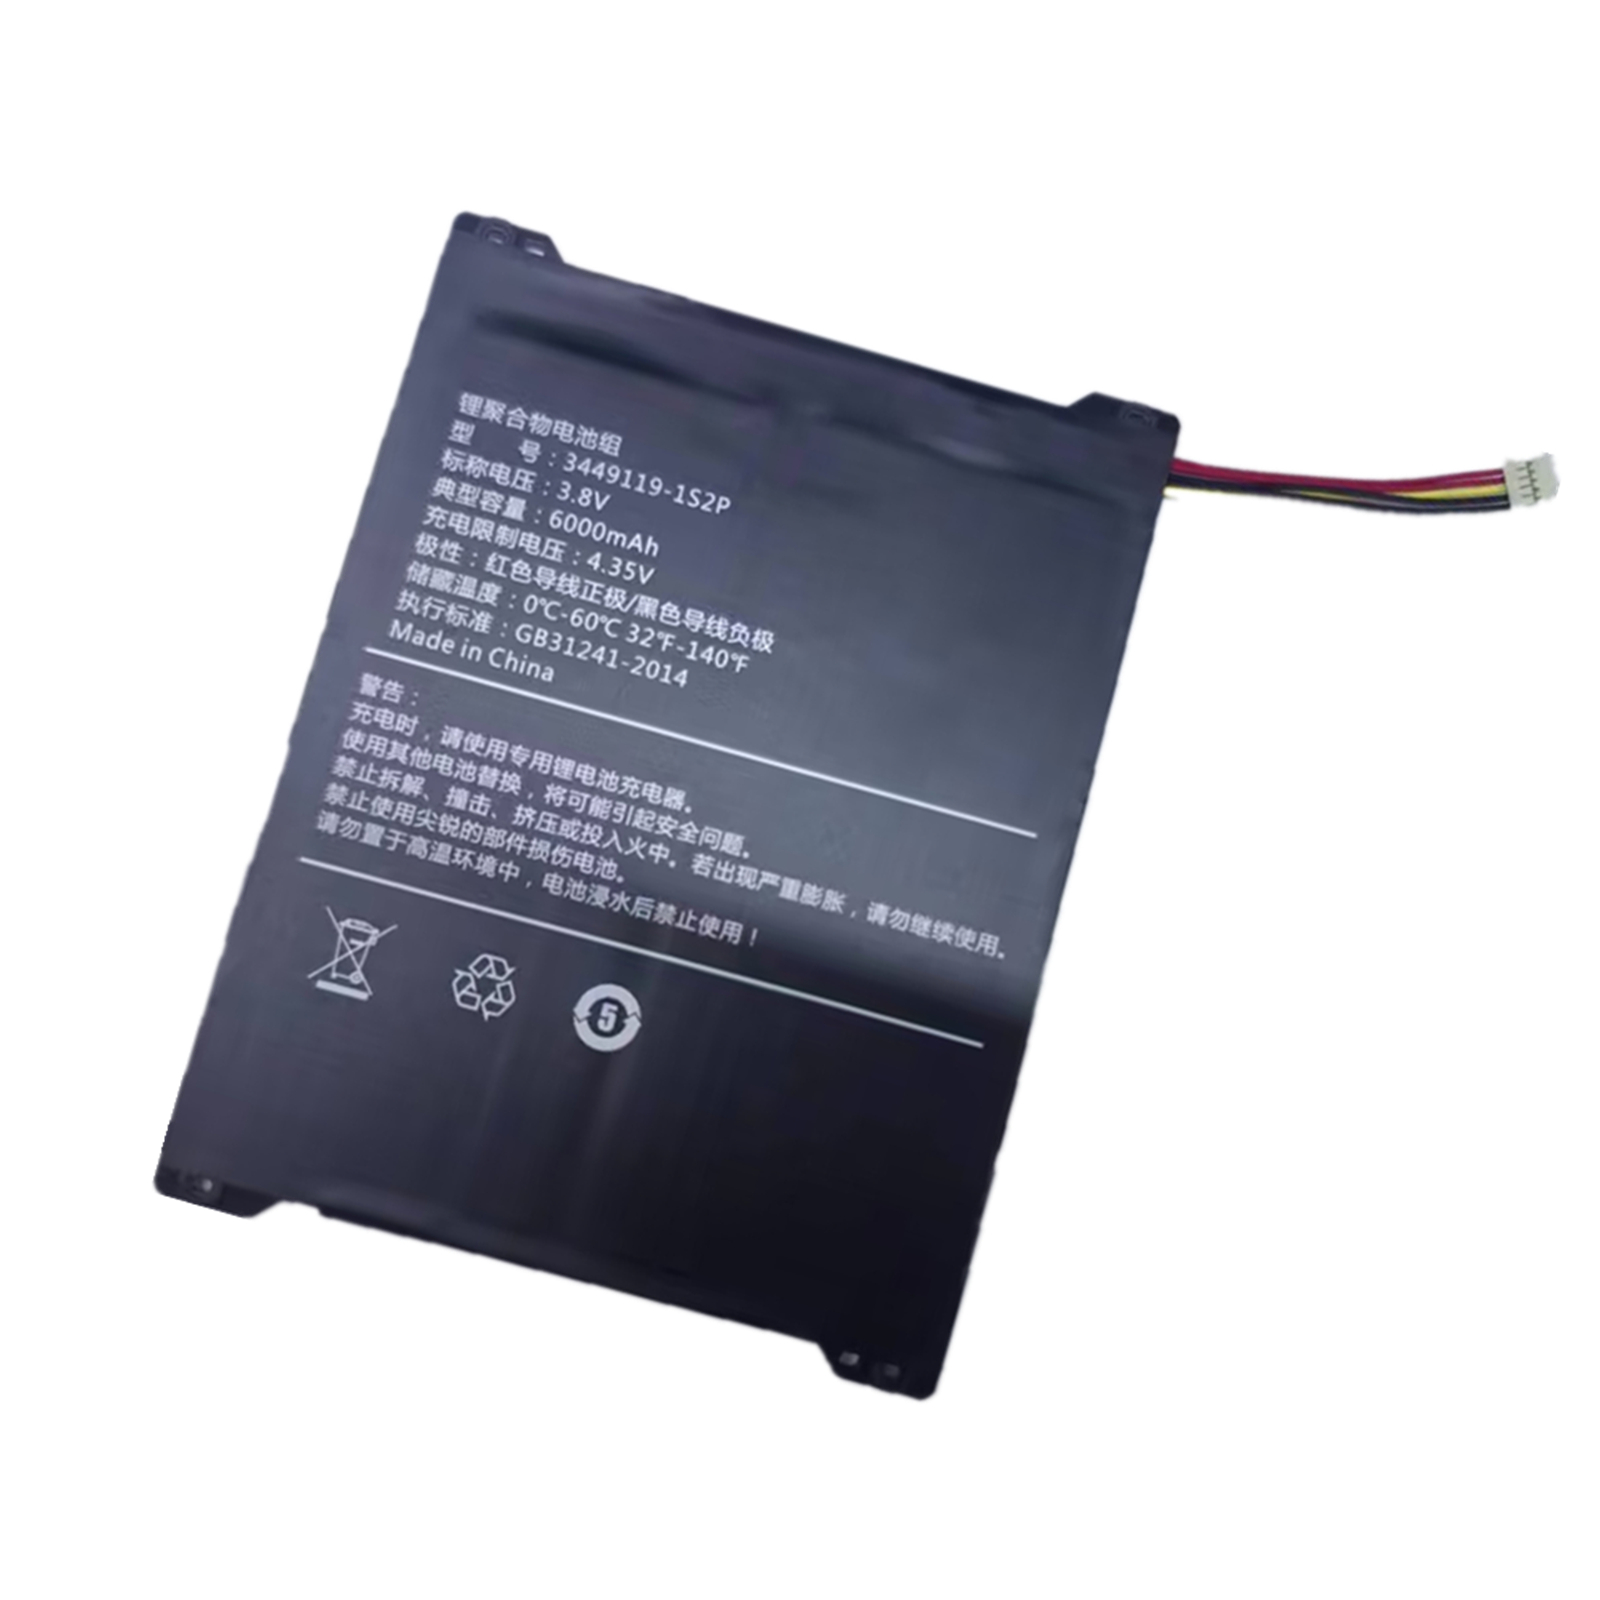 锂聚合物电池组
型 号：3449119-1S2P
标称电压：3.8V
典型容量：6000mAh
充电限制电压：4.35V
极性：红色导线正极/黑色导线负极
储藏温度：0℃-60℃ 32℉-140℉
执行标准：GB31241-2014
Made in China
警告：
充电时，请使用专用锂电池充电器。
使用其他电池替换，将可能引起安全问题。
禁止拆解、撞击、挤压或投入火中。若出现严重膨胀，请勿继续使用。
禁止使用尖锐的部件损伤电池。
请勿置于高温环境中，电池浸水后禁止使用！
5